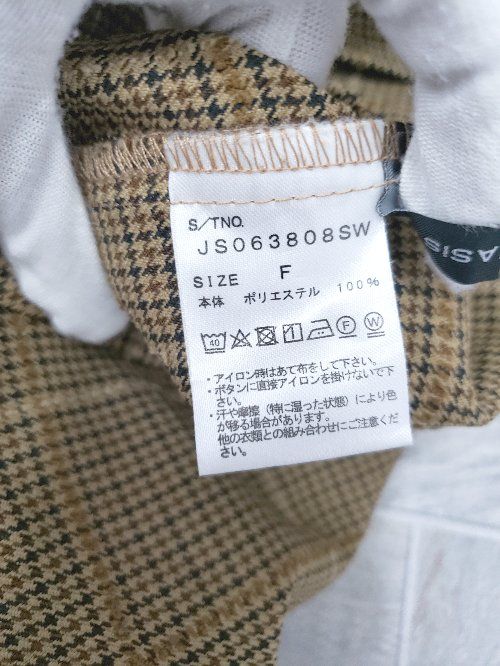 S/TNO.
JS063808SW
SIZE F
本体 ポリエステル 100%
40 F W
・アイロン時はあて布をして下さい。
・ボタンに直接アイロンを掛けないで下
さい。
・汗や摩擦（特に湿った状態）により色
が移る場合があります。
他の衣類との組み合わせにご注意くだ
さい。
ASIS